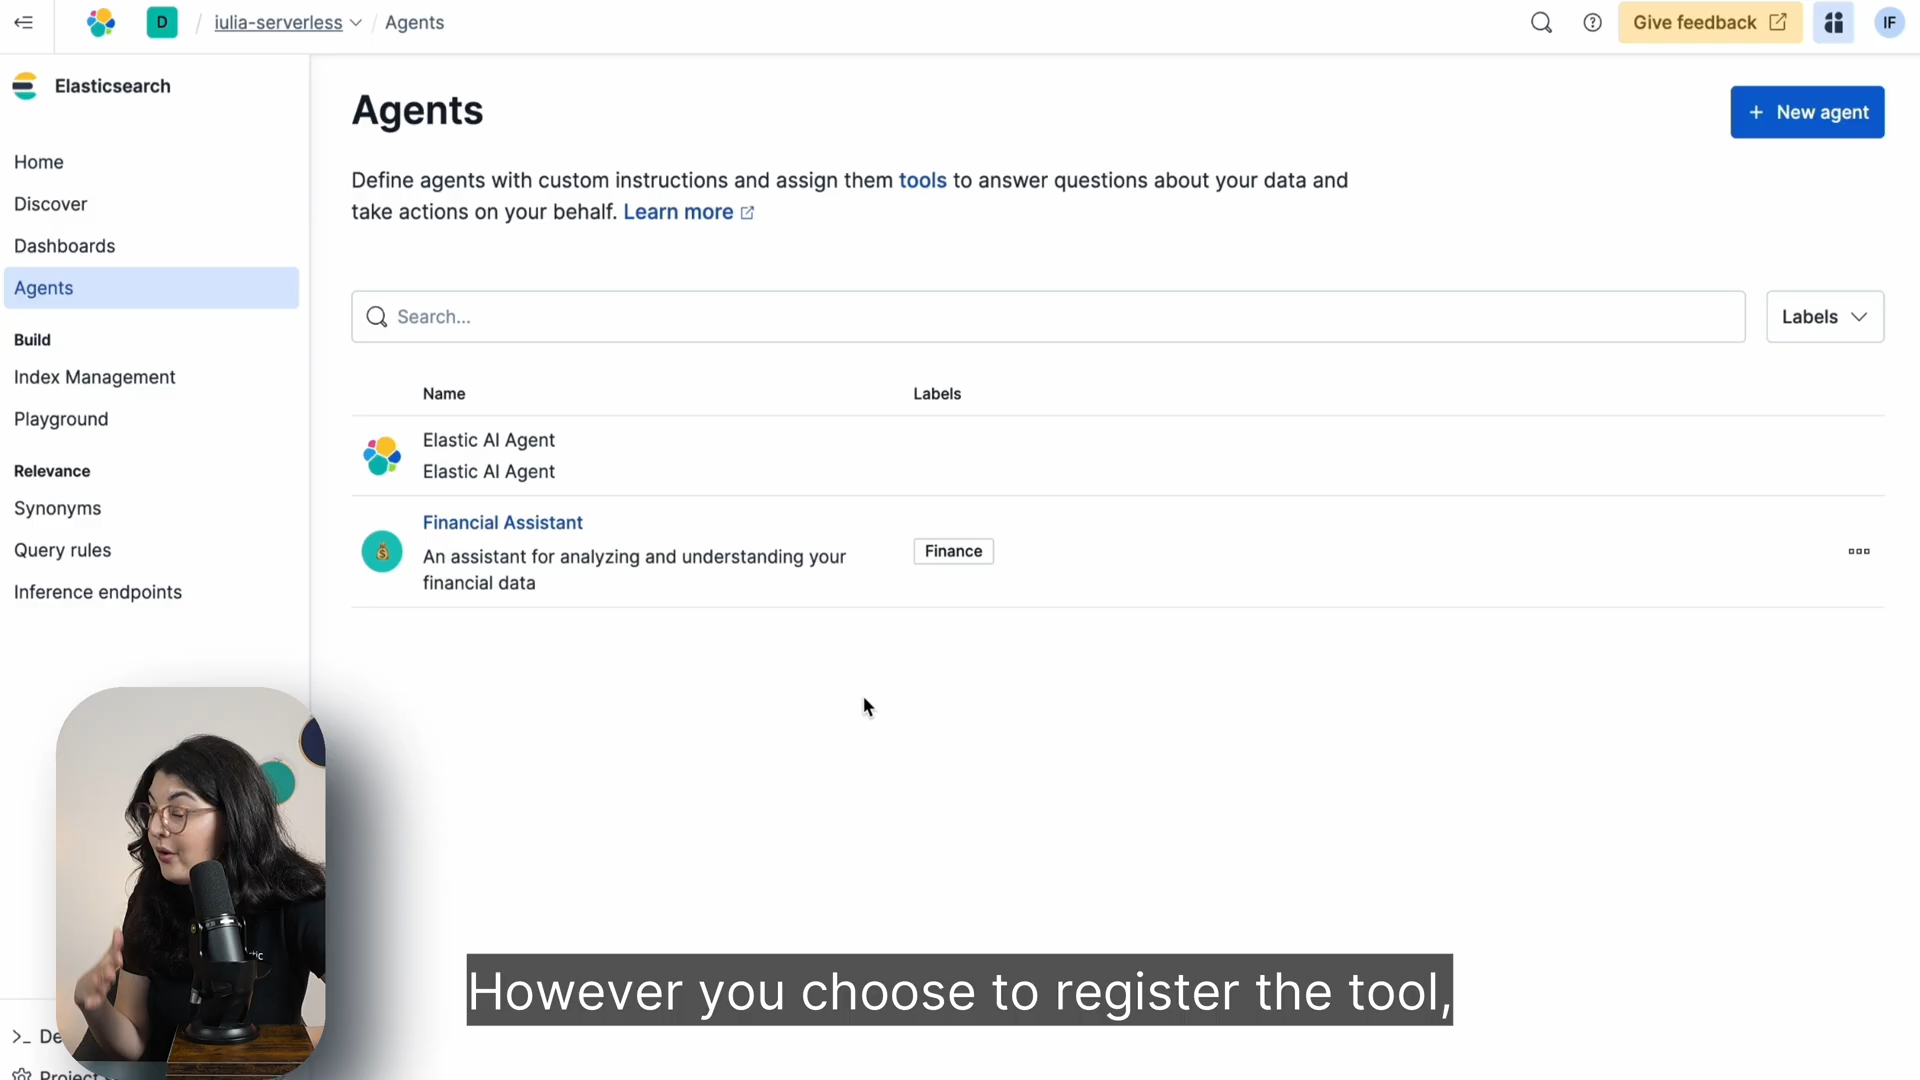 D / iulia-serverless / Agents
Give feedback
IF
Elasticsearch
Home
Discover
Dashboards
Agents
Build
Index Management
Playground
Relevance
Synonyms
Query rules
Inference endpoints
>_ De
Project
Agents
+ New agent
Define agents with custom instructions and assign them tools to answer questions about your data and
take actions on your behalf. Learn more
Search...
Labels
Name Labels
Elastic AI Agent
Elastic AI Agent
Financial Assistant
An assistant for analyzing and understanding your
financial data
Finance
However you choose to register the tool,